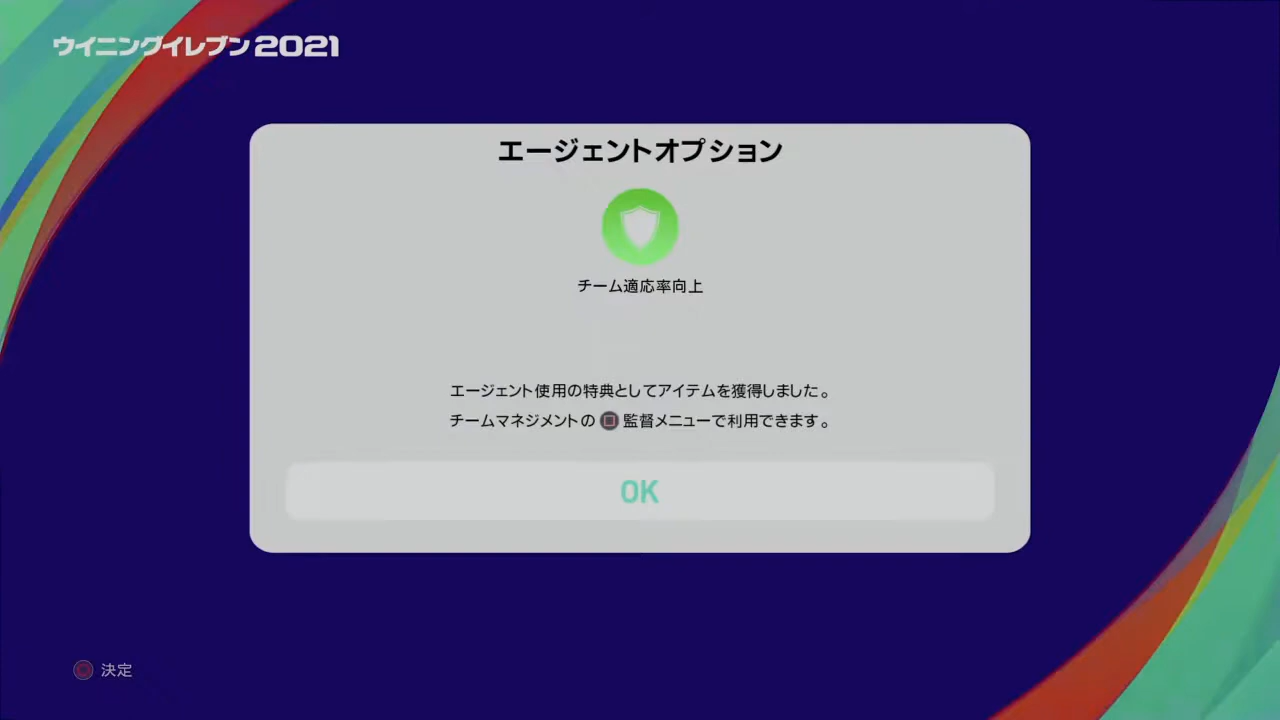 ウイニングイレブン2021
エージェントオプション
チーム適応率向上
エージェント使用の特典としてアイテムを獲得しました。
チームマネジメントの 監督メニューで利用できます。
OK
決定